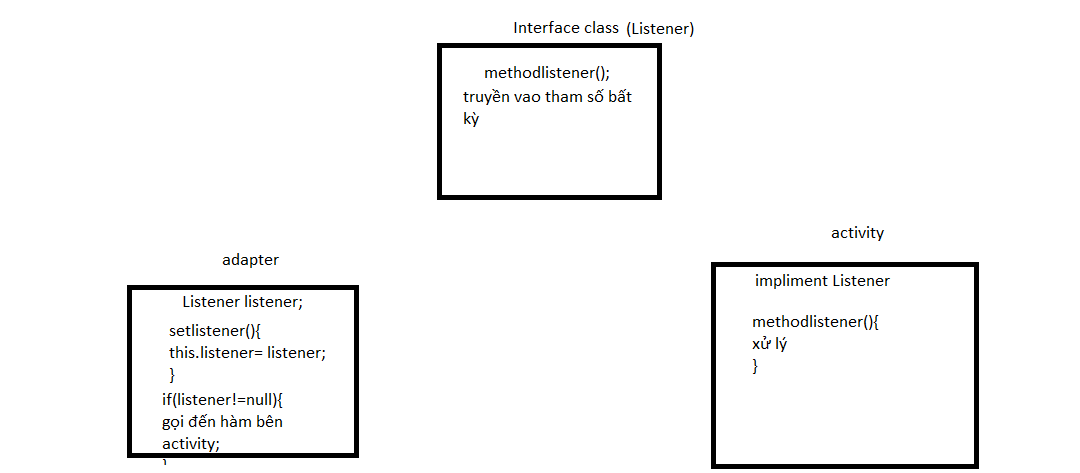 Interface class (Listener)
methodlistener();
truyền vao tham số bất
kỳ
adapter
Listener listener;
setlistener(){
this.listener= listener;
}
if(listener!=null){
gọi đến hàm bên
activity;
}
activity
impliment Listener
methodlistener(){
xử lý
}